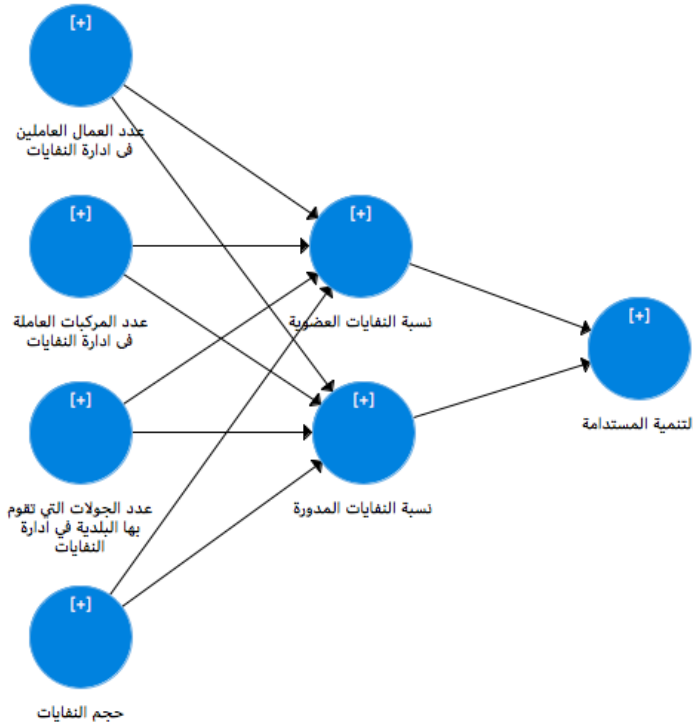 [+]
عدد العمال العاملين
فى ادارة النفايات
[+]
عدد المركبات العاملة
فى ادارة النفايات
[+]
عدد الجولات التي تقوم
بها البلدية في ادارة
النفايات
[+]
حجم النفايات
[+]
نسبة النفايات العضوية
[+]
نسبة النفايات المدورة
[+]
لتنمية المستدامة